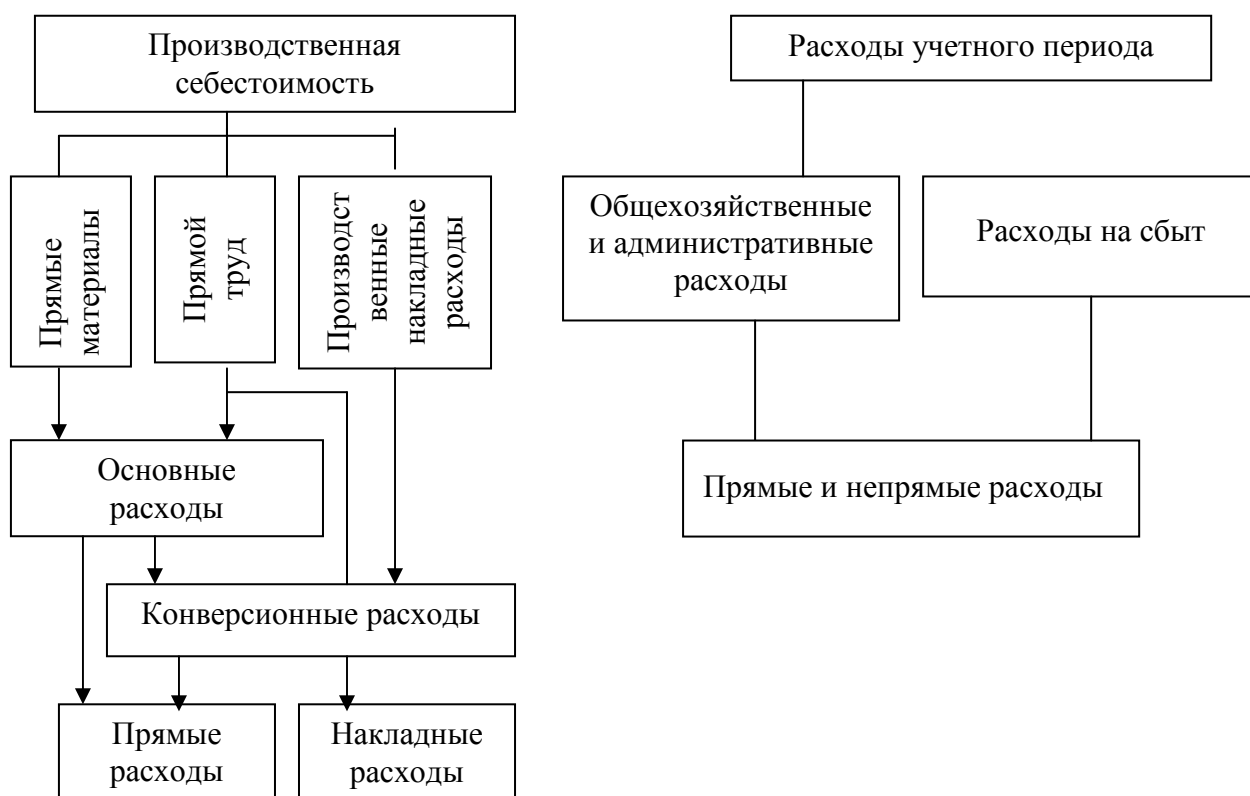 Производственная
себестоимость
Расходы учетного периода
Прямые
материалы
Прямой
труд
Производст
венные
накладные
расходы
Общехозяйственные
и административные
расходы
Расходы на сбыт
Основные
расходы
Прямые и непрямые расходы
Конверсионные расходы
Прямые
расходы
Накладные
расходы